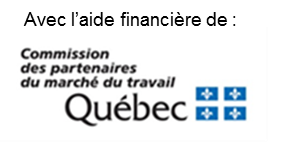 Avec l'aide financière de :
Commission
des partenaires
du marché du travail
Québec